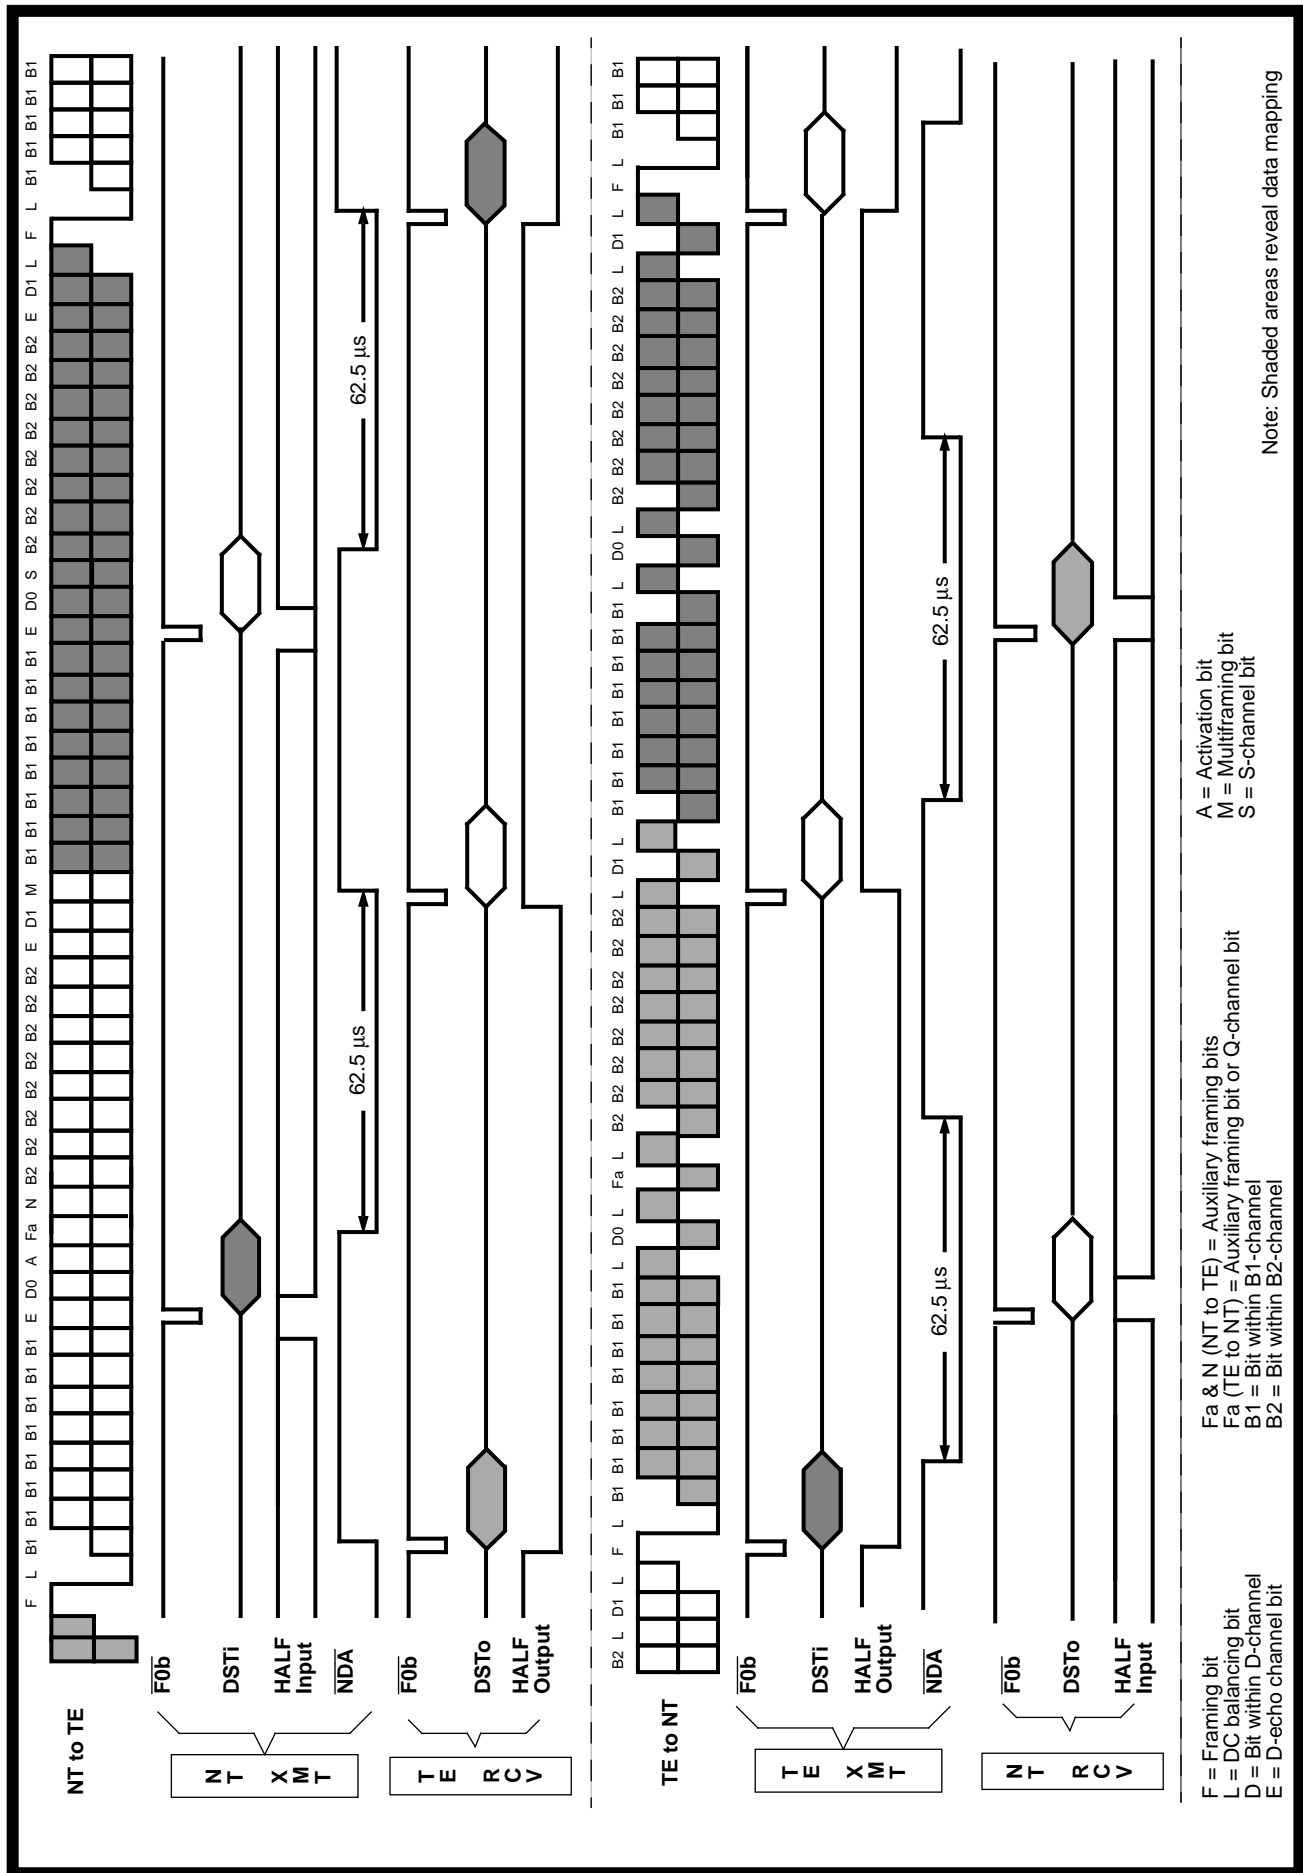 NT to TE
F L B1 B1 B1 B1 B1 B1 B1 B1 E D0 A Fa N B2 B2 B2 B2 B2 B2 B2 B2 E D1 M B1 B1 B1 B1 B1 B1 B1 B1 E D0 S B2 B2 B2 B2 B2 B2 B2 B2 E D1 L F L B1 B1 B1 B1 B1
NT XMT
F0b
DSTi
HALF
Input
NDA
62.5 µs
62.5 µs
TE RCV
F0b
DSTo
HALF
Output
TE to NT
B2 L D1 L F L B1 B1 B1 B1 B1 B1 B1 B1 L D0 L Fa L B2 B2 B2 B2 B2 B2 B2 B2 L D1 L B1 B1 B1 B1 B1 B1 B1 B1 L D0 L B2 B2 B2 B2 B2 B2 B2 B2 L D1 L F L B1 B1 B1
TE XMT
F0b
DSTi
HALF
Output
NDA
62.5 µs
62.5 µs
NT RCV
F0b
DSTo
HALF
Input
F = Framing bit
L = DC balancing bit
D = Bit within D-channel
E = D-echo channel bit
Fa & N (NT to TE) = Auxiliary framing bits
Fa (TE to NT) = Auxiliary framing bit or Q-channel bit
B1 = Bit within B1-channel
B2 = Bit within B2-channel
A = Activation bit
M = Multiframing bit
S = S-channel bit
Note: Shaded areas reveal data mapping